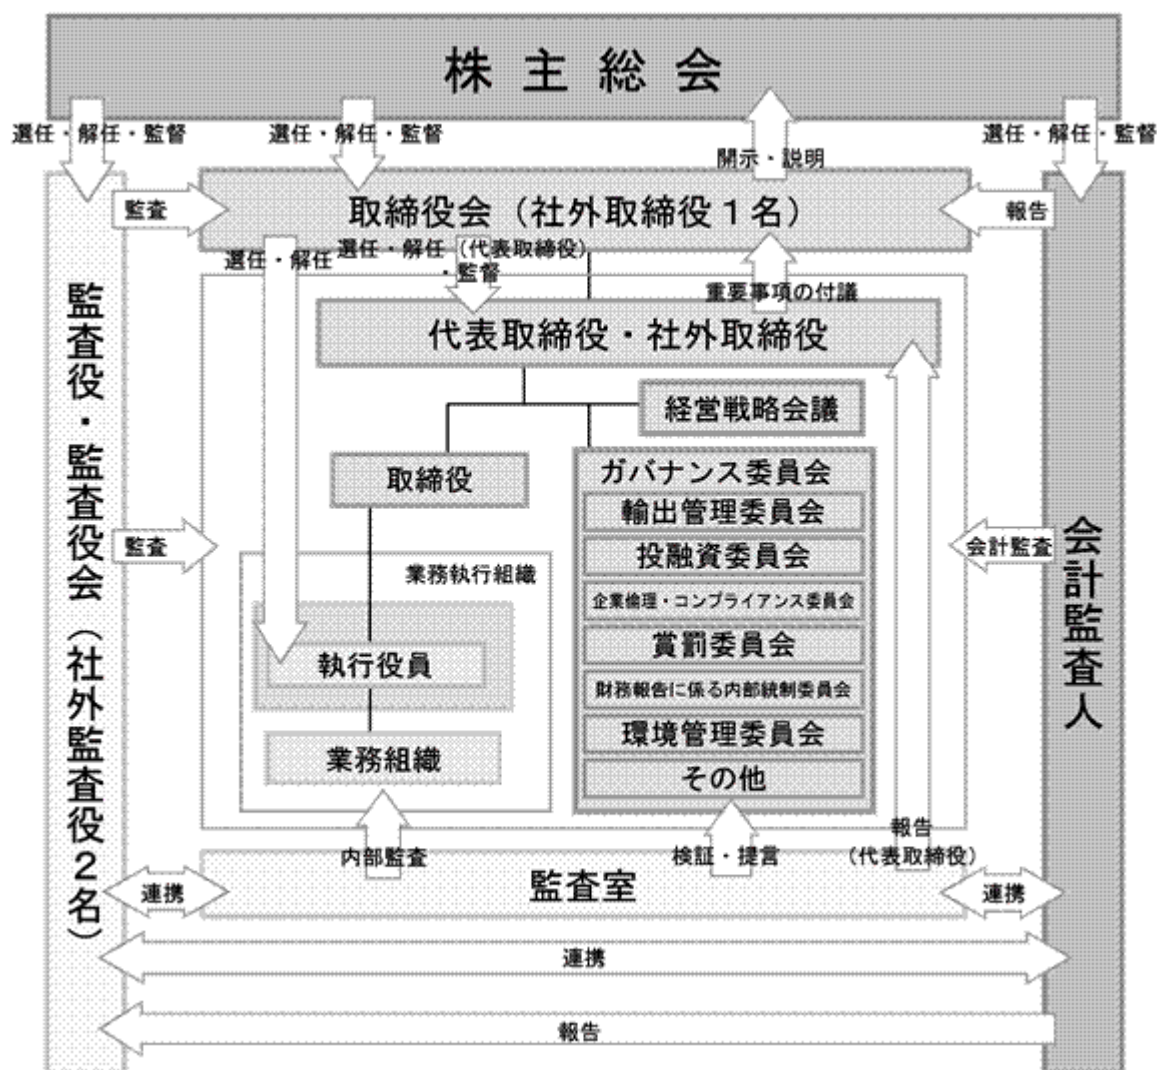 株主総会
選任・解任・監督
選任・解任・監督
開示・説明
選任・解任・監督
監査
取締役会（社外取締役１名）
報告
選任・解任
選任・解任（代表取締役）
・監督
重要事項の付議
代表取締役・社外取締役
経営戦略会議
取締役
ガバナンス委員会
輸出管理委員会
投融資委員会
企業倫理・コンプライアンス委員会
賞罰委員会
財務報告に係る内部統制委員会
環境管理委員会
その他
監査
会計監査
業務執行組織
執行役員
業務組織
内部監査
検証・提言
報告
（代表取締役）
監査室
連携
連携
連携
報告
監査役・監査役会（社外監査役２名）
会計監査人